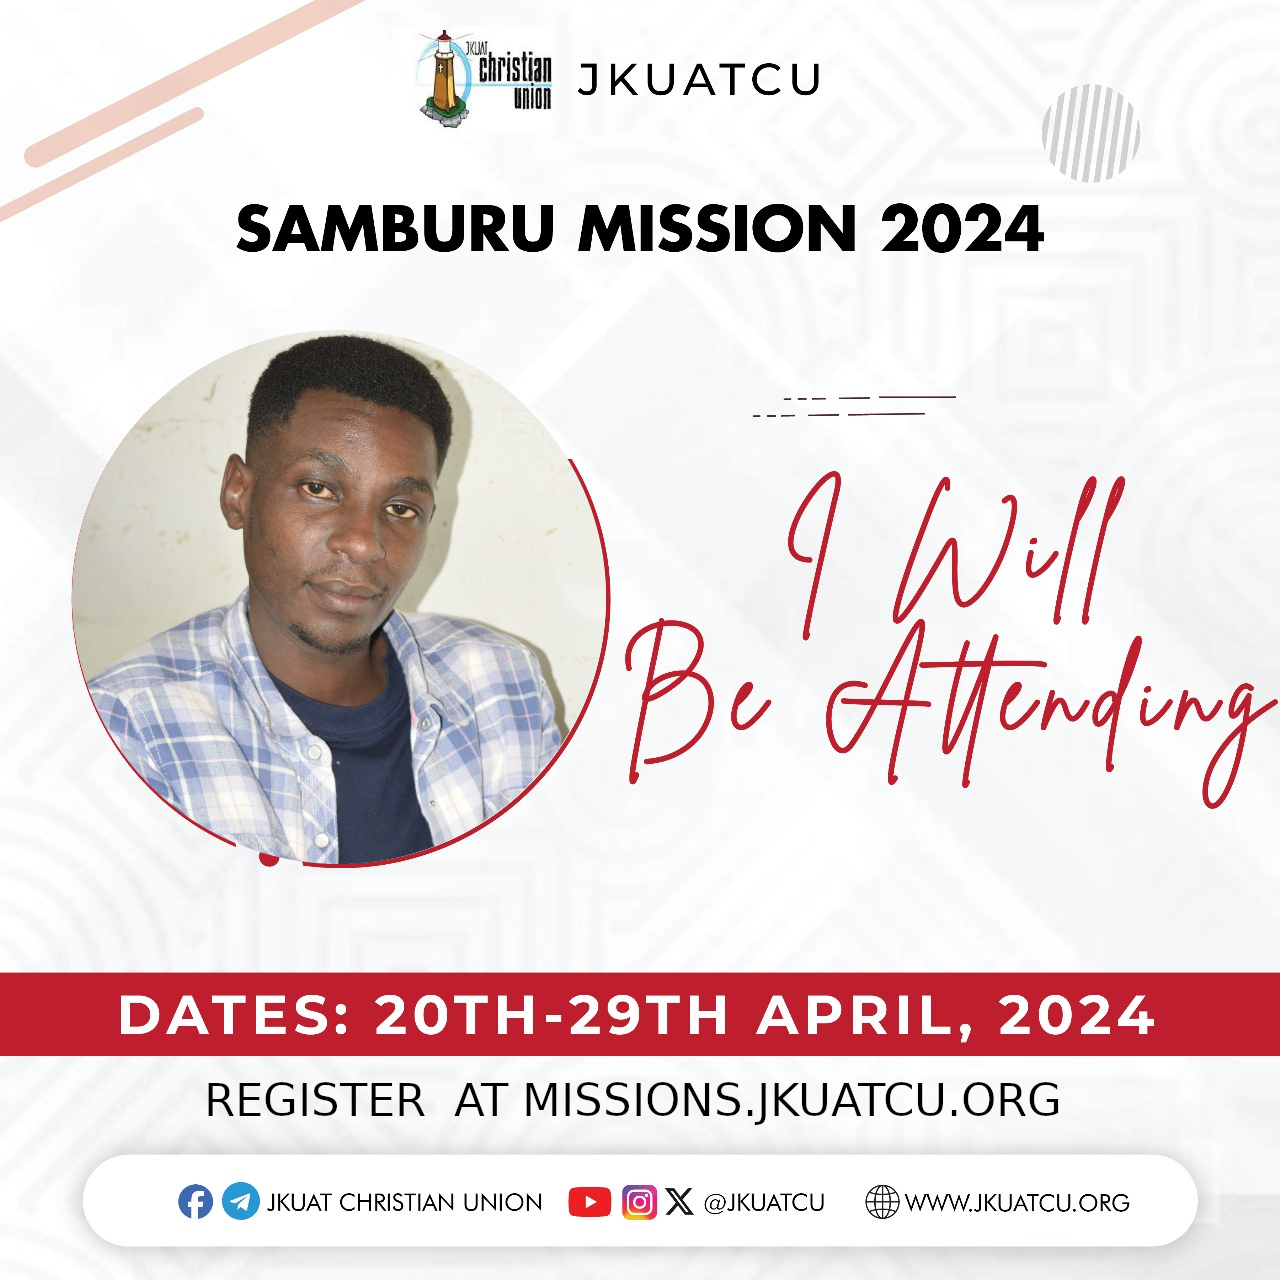 JKUAT
christian
union
JKUATCU
SAMBURU MISSION 2024
I Will
Be Attending
DATES: 20TH-29TH APRIL, 2024
REGISTER  AT MISSIONS.JKUATCU.ORG
JKUAT CHRISTIAN UNION @JKUATCU WWW.JKUATCU.ORG